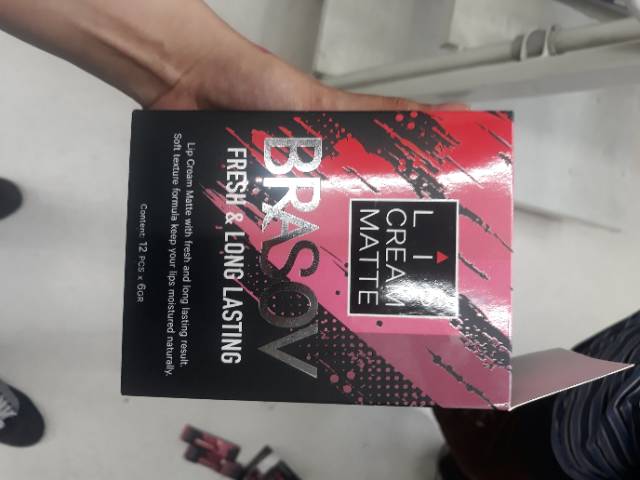 LIP
CREAM
MATTE
BRASOV
FRESH & LONG LASTING
Lip Cream Matte with fresh and long lasting result.
Soft texture formula keep your lips moistured naturally.
Content: 12 PCS x 6GR